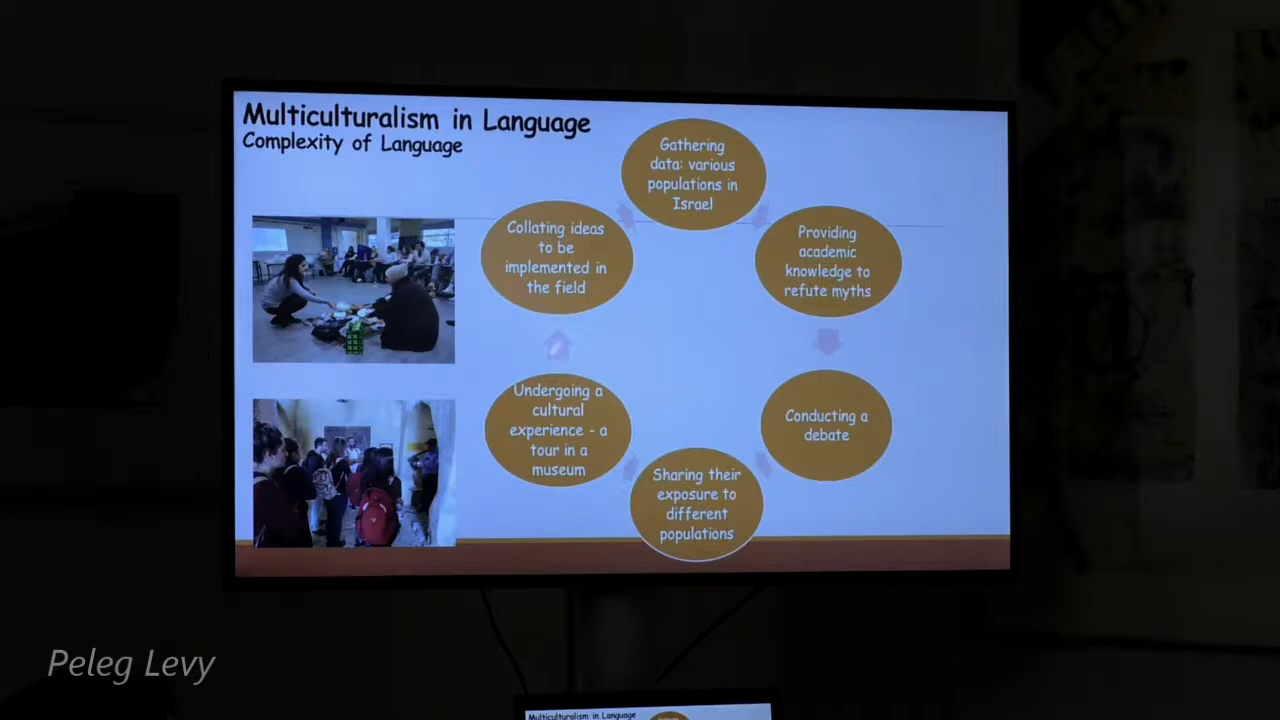 Multiculturalism in Language
Complexity of Language
Gathering
data: various
populations in
Israel
Providing
academic
knowledge to
refute myths
Conducting a
debate
Sharing their
exposure to
different
populations
Undergoing a
cultural
experience - a
tour in a
museum
Collating ideas
to be
implemented in
the field
Peleg Levy
Multiculturalism in Language